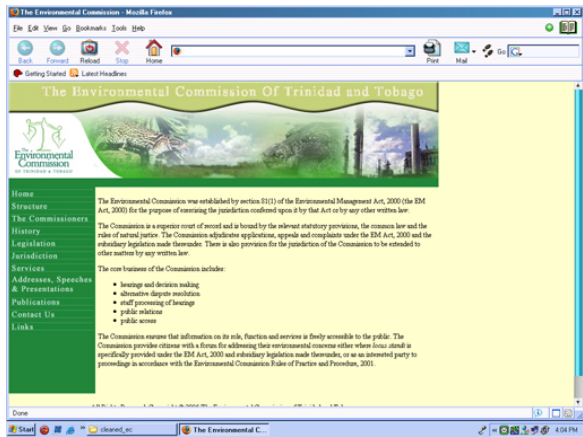 The Environmental Commission - Mozilla Firefox
File Edit View Go Bookmarks Tools Help
Back Forward Reload Stop Home Print Mail Go
Getting Started Latest Headlines
The Environmental Commission Of Trinidad and Tobago
The
Environmental
Commission
OF TRINIDAD & TOBAGO
Home
Structure
The Commissioners
History
Legislation
Jurisdiction
Services
Addresses, Speeches
& Presentations
Publications
Contact Us
Links
The Environmental Commission was established by section 81(1) of the Environmental Management Act, 2000 (the EM
Act, 2000) for the purpose of exercising the jurisdiction conferred upon it by that Act or by any other written law.
The Commission is a superior court of record and is bound by the relevant statutory provisions, the common law and the
rules of natural justice. The Commission adjudicates applications, appeals and complaints under the EM Act, 2000 and the
subsidiary legislation made thereunder. There is also provision for the jurisdiction of the Commission to be extended to
other matters by any written law.
The core business of the Commission includes:
hearings and decision making
alternative dispute resolution
staff processing of hearings
public relations
public access
The Commission ensures that information on its role, function and services is freely accessible to the public. The
Commission provides citizens with a forum for addressing their environmental concerns either where locus standi is
specifically provided under the EM Act, 2000 and subsidiary legislation made thereunder, or as an interested party to
proceedings in accordance with the Environmental Commission Rules of Practice and Procedure, 2001.
Done
Start cleaned_ec The Environmental C... 4:04 PM